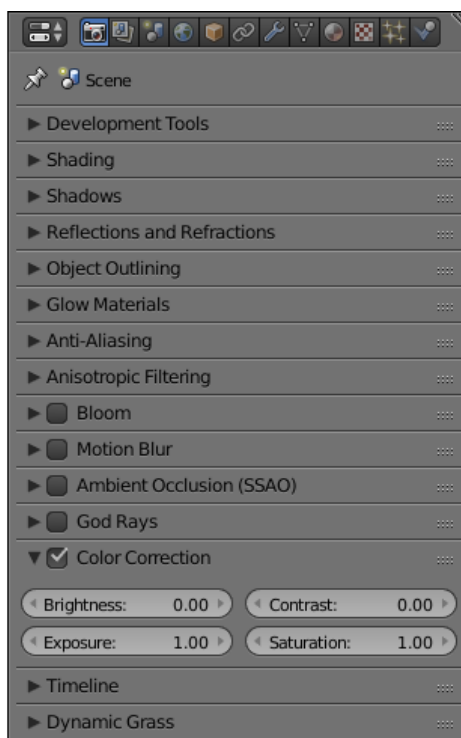 Scene
Development Tools
Shading
Shadows
Reflections and Refractions
Object Outlining
Glow Materials
Anti-Aliasing
Anisotropic Filtering
Bloom
Motion Blur
Ambient Occlusion (SSAO)
God Rays
Color Correction
Brightness: 0.00 Contrast: 0.00
Exposure: 1.00 Saturation: 1.00
Timeline
Dynamic Grass